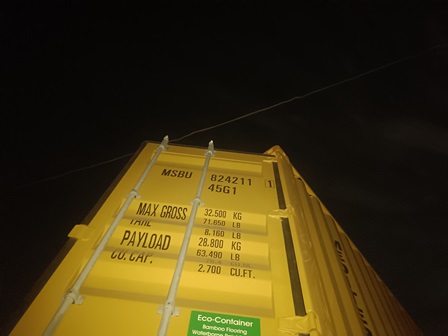 MSBU 824211 1
45G1
MAX GROSS 32.500 KG
71.650 LB
TARE
8.160 LB
PAYLOAD 28.800 KG
63.490 LB
CU.CAP.
2.700 CU.FT.
Eco-Container
Bamboo Flooring
Waterborne